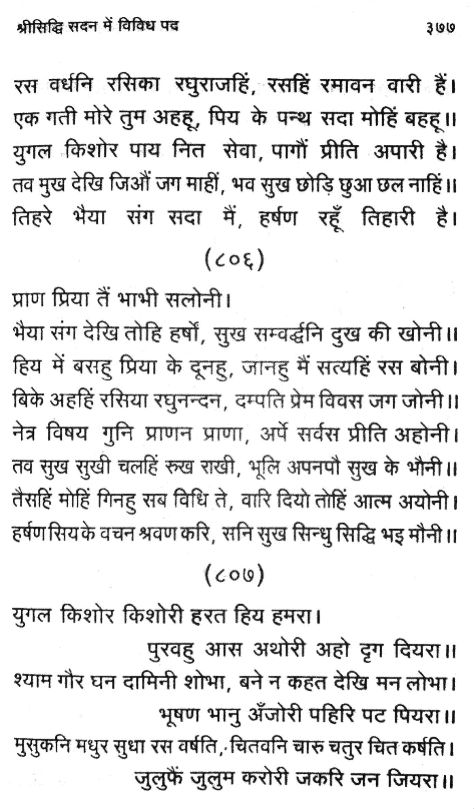 श्रीसिद्धि सदन में विविध पद ३७७
रस वर्धनि रसिका रघुराजहिं, रसहिं रमावन वारी हैं।
एक गती मोरे तुम अहहू, पिय के पन्थ सदा मोहिं बहहू॥
युगल किशोर पाय नित सेवा, पागौं प्रीति अपारी है।
तव मुख देखि जिऔं जग माहीं, भव सुख छोड़ि छुआ छल नाहिं॥
तिहरे भैया संग सदा मैं, हर्षण रहूँ तिहारी है।
(८०६)
प्राण प्रिया तैं भाभी सलोनी।
भैया संग देखि तोहि हर्षो, सुख सम्वर्द्धनि दुख की खोनी॥
हिय में बसहु प्रिया के दूनहु, जानहु मैं सत्यहिं रस बोनी।
बिके अहहिं रसिया रघुनन्दन, दम्पति प्रेम विवस जग जोनी॥
नेत्र विषय गुनि प्राणन प्राणा, अर्पे सर्वस प्रीति अहोनी।
तव सुख सुखी चलहिं रुख राखी, भूलि अपनपौ सुख के भौनी॥
तैसहिं मोहिं गिनहु सब विधि ते, वारि दियो तोहिं आत्म अयोनी।
हर्षण सिय के वचन श्रवण करि, सनि सुख सिन्धु सिद्धि भइ मौनी॥
(८०७)
युगल किशोर किशोरी हरत हिय हमरा।
पुरवहु आस अथोरी अहो दृग दियरा॥
श्याम गौर घन दामिनी शोभा, बने न कहत देखि मन लोभा।
भूषण भानु अँजोरी पहिरि पट पियरा॥
मुसुकनि मधुर सुधा रस वर्षति, चितवनि चारु चतुर चित कर्षति।
जुलुफैं जुलुम करोरी जकरि जन जियरा॥